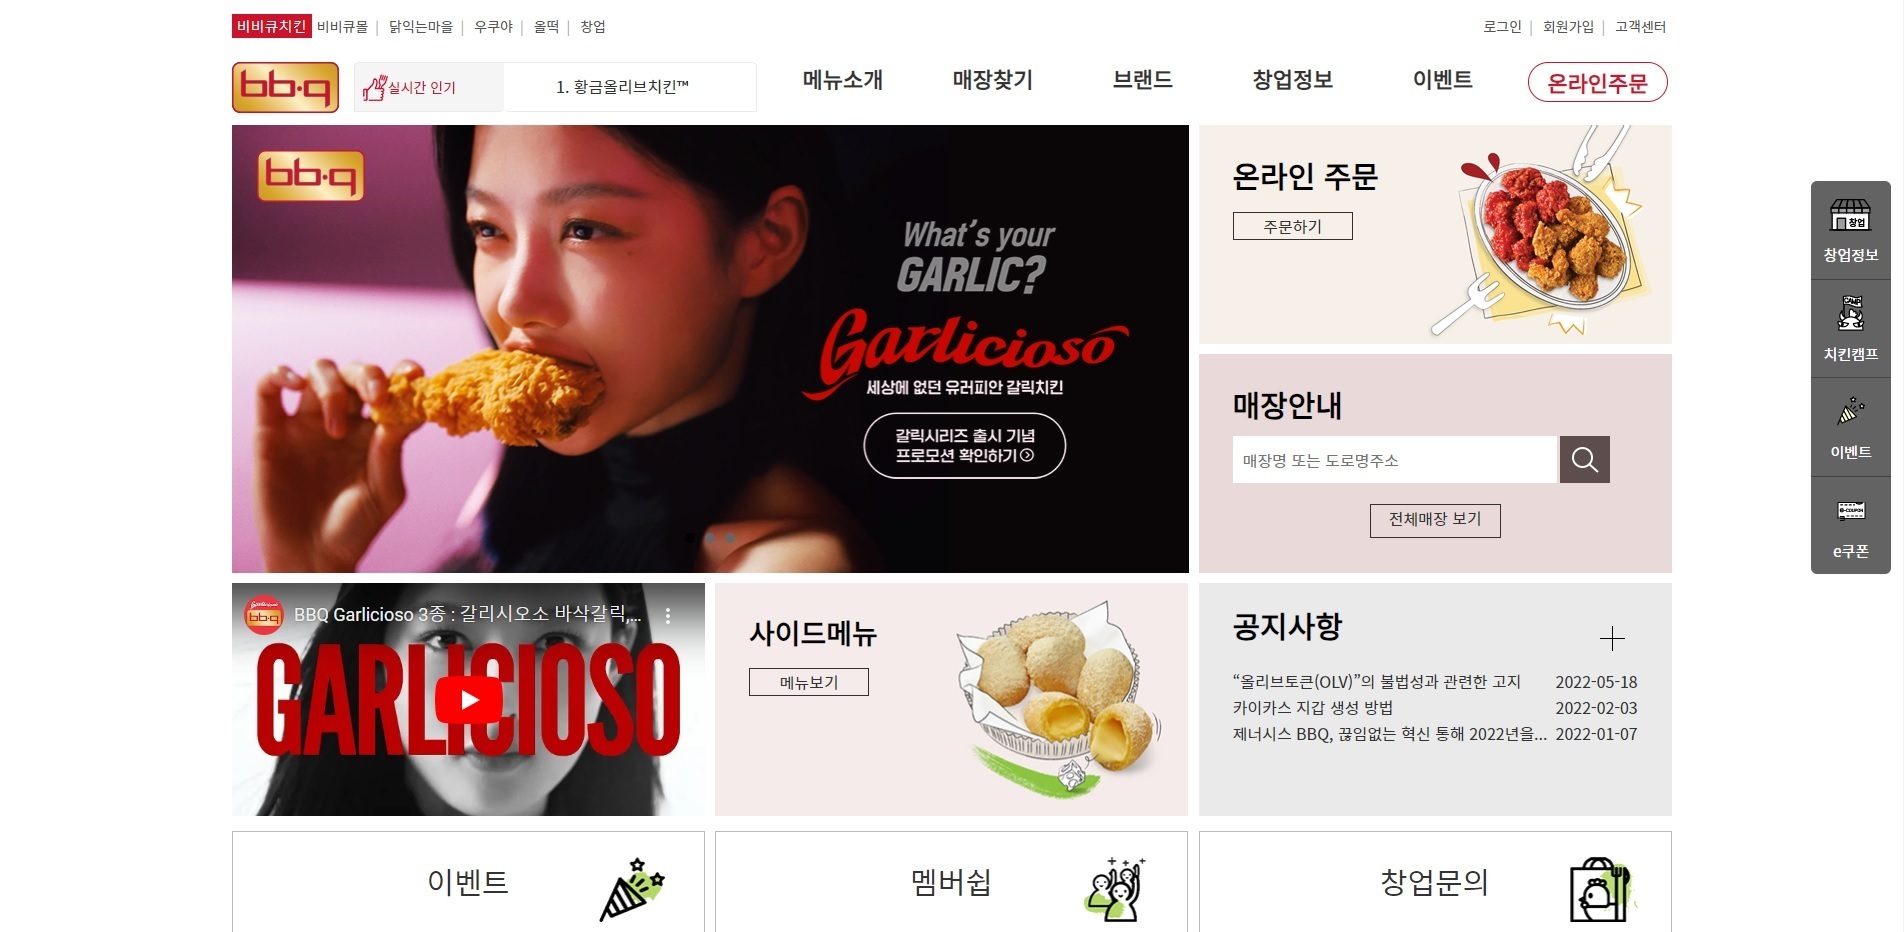 비비큐치킨 비비큐몰 | 닭익는마을 | 우쿠야 | 올떡 | 창업
로그인 | 회원가입 | 고객센터
bb·q
실시간 인기
1. 황금올리브치킨™
메뉴소개
매장찾기
브랜드
창업정보
이벤트
온라인주문
bb·q
What's your
GARLIC?
Garlicioso
세상에 없던 유러피안 갈릭치킨
갈릭시리즈 출시 기념
프로모션 확인하기
온라인 주문
주문하기
매장안내
매장명 또는 도로명주소
전체매장 보기
창업
창업정보
CAMP
치킨캠프
이벤트
e-COUPON
e쿠폰
bb·q
BBQ Garlicioso 3종 : 갈리시오소 바삭갈릭,...
GARLICIOSO
사이드메뉴
메뉴보기
공지사항
“올리브토큰(OLV)”의 불법성과 관련한 고지 2022-05-18
카이카스 지갑 생성 방법 2022-02-03
제너시스 BBQ, 끊임없는 혁신 통해 2022년을... 2022-01-07
이벤트
멤버쉽
창업문의